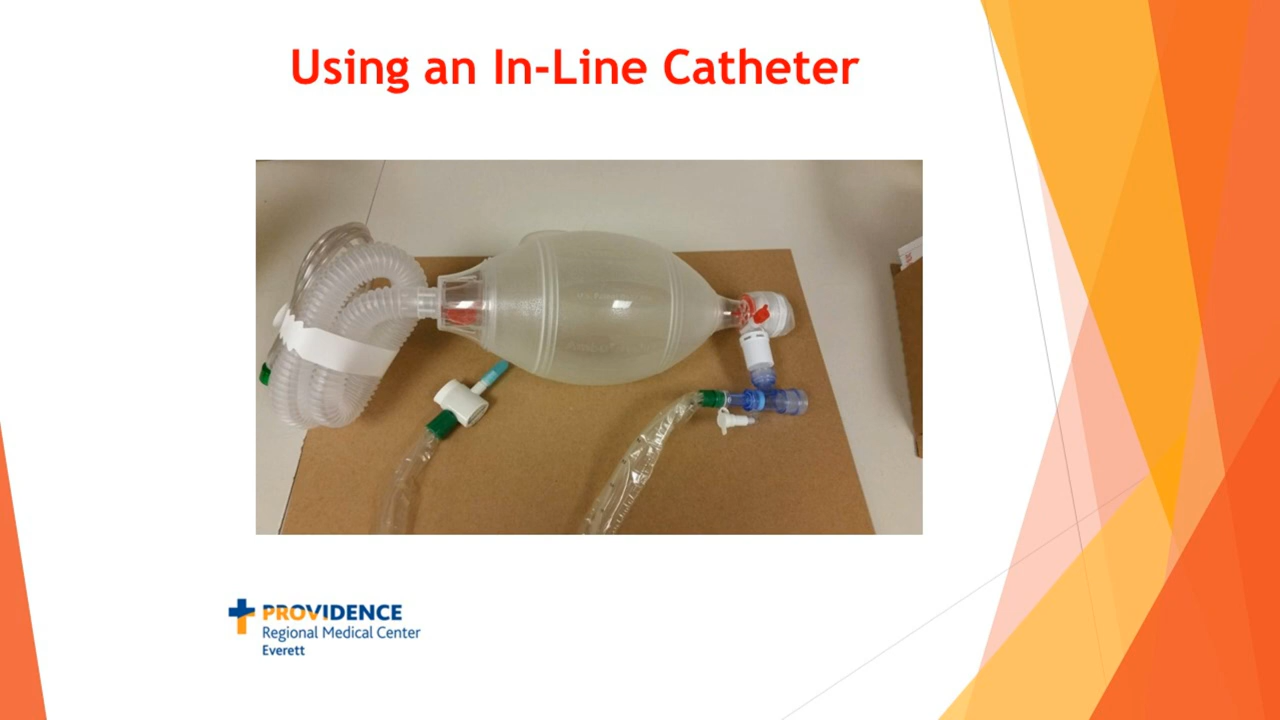 Using an In-Line Catheter
PROVIDENCE
Regional Medical Center
Everett